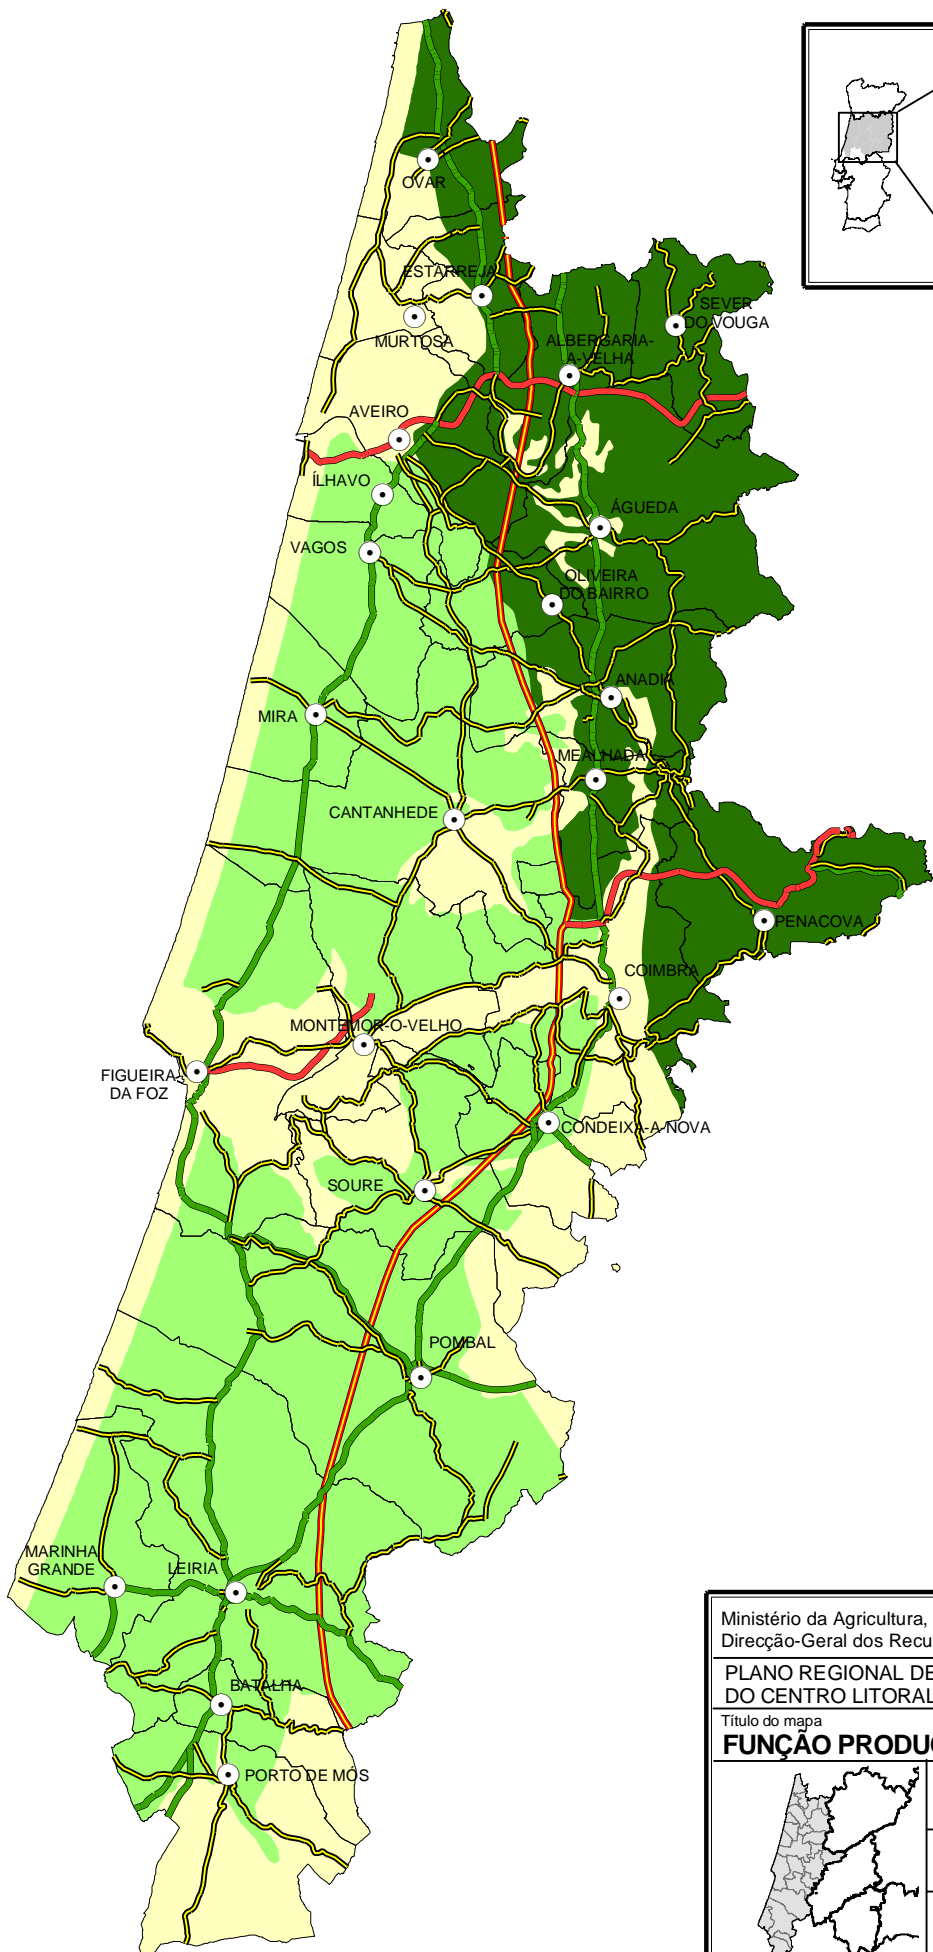 OVAR
ESTARREJA
MURTOSA
SEVER
DO VOUGA
ALBERGARIA-
A-VELHA
AVEIRO
ÍLHAVO
VAGOS
ÁGUEDA
OLIVEIRA
DO BAIRRO
ANADIA
MIRA
MEALHADA
CANTANHEDE
PENACOVA
COIMBRA
MONTEMOR-O-VELHO
FIGUEIRA
DA FOZ
CONDEIXA-A-NOVA
SOURE
POMBAL
MARINHA
GRANDE
LEIRIA
BATALHA
PORTO DE MÓS
Ministério da Agricultura,
Direcção-Geral dos Recu
PLANO REGIONAL DE
DO CENTRO LITORAL
Título do mapa
FUNÇÃO PRODU